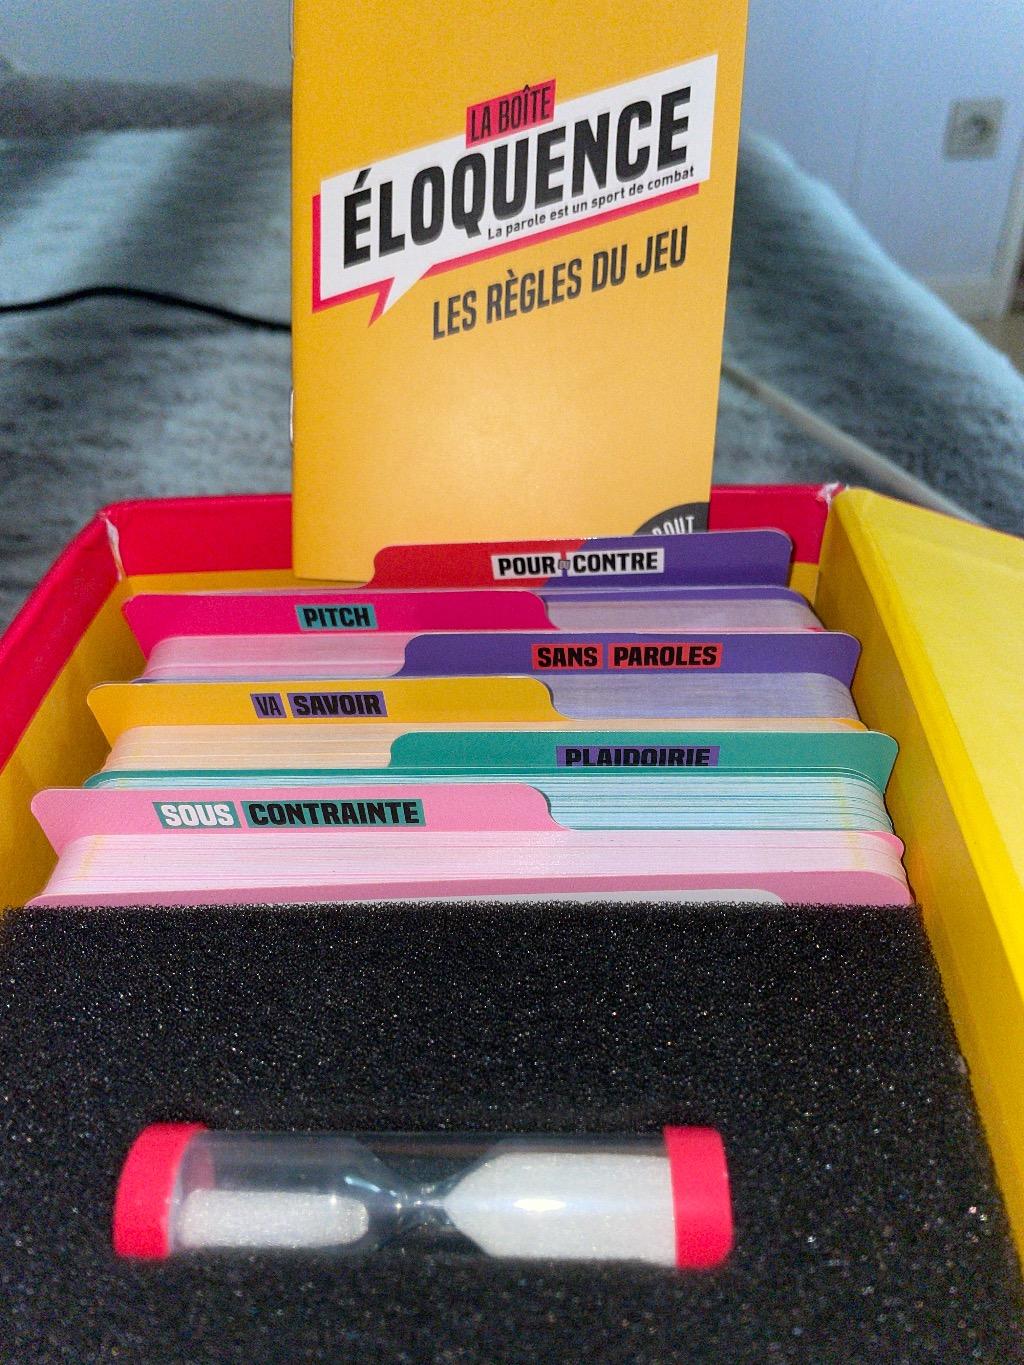 LA BOÎTE
ÉLOQUENCE
La parole est un sport de combat
LES RÈGLES DU JEU
POUR OU CONTRE
PITCH
SANS PAROLES
VA SAVOIR
PLAIDOIRIE
SOUS CONTRAINTE